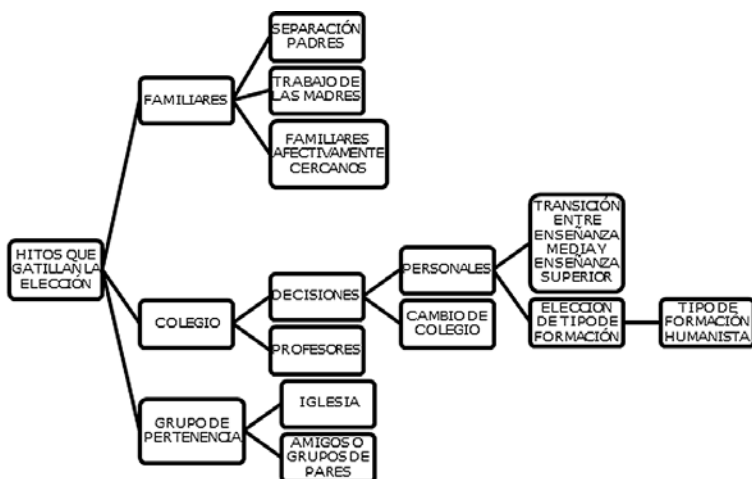 SEPARACIÓN
PADRES
FAMILIARES
TRABAJO DE
LAS MADRES
FAMILIARES
AFECTIVAMENTE
CERCANOS
HITOS QUE
GATILLAN LA
ELECCIÓN
COLEGIO
DECISIONES
PERSONALES
TRANSICIÓN
ENTRE
ENSEÑANZA
MEDIA Y
ENSEÑANZA
SUPERIOR
ELECCION
DE TIPO DE
FORMACIÓN
TIPO DE
FORMACIÓN
HUMANISTA
CAMBIO DE
COLEGIO
PROFESORES
GRUPO DE
PERTENENCIA
IGLESIA
AMIGOS O
GRUPOS DE
PARES